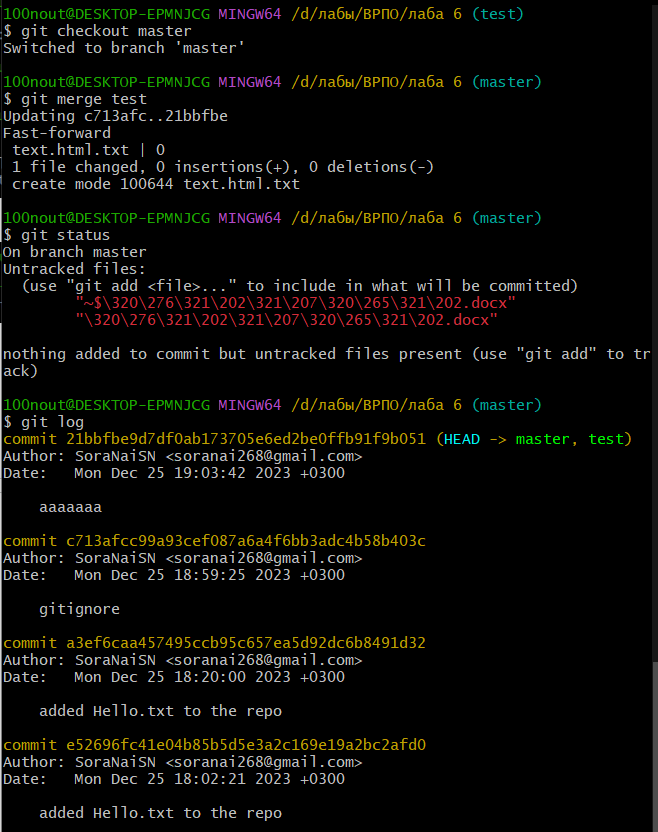 100nout@DESKTOP-EPMNJCG MINGW64 /d/лабы/ВРПО/лаба 6 (test)
$ git checkout master
Switched to branch 'master'
100nout@DESKTOP-EPMNJCG MINGW64 /d/лабы/ВРПО/лаба 6 (master)
$ git merge test
Updating c713afc..21bbfbe
Fast-forward
 text.html.txt | 0
 1 file changed, 0 insertions(+), 0 deletions(-)
 create mode 100644 text.html.txt
100nout@DESKTOP-EPMNJCG MINGW64 /d/лабы/ВРПО/лаба 6 (master)
$ git status
On branch master
Untracked files:
  (use "git add <file>..." to include in what will be committed)
        "~$\320\276\321\202\321\207\320\265\321\202.docx"
        "\320\276\321\202\321\207\320\265\321\202.docx"
nothing added to commit but untracked files present (use "git add" to tr
ack)
100nout@DESKTOP-EPMNJCG MINGW64 /d/лабы/ВРПО/лаба 6 (master)
$ git log
commit 21bbfbe9d7df0ab173705e6ed2be0ffb91f9b051 (HEAD -> master, test)
Author: SoraNaiSN <soranai268@gmail.com>
Date:   Mon Dec 25 19:03:42 2023 +0300
    aaaaaaa
commit c713afcc99a93cef087a6a4f6bb3adc4b58b403c
Author: SoraNaiSN <soranai268@gmail.com>
Date:   Mon Dec 25 18:59:25 2023 +0300
    gitignore
commit a3ef6caa457495ccb95c657ea5d92dc6b8491d32
Author: SoraNaiSN <soranai268@gmail.com>
Date:   Mon Dec 25 18:20:00 2023 +0300
    added Hello.txt to the repo
commit e52696fc41e04b85b5d5e3a2c169e19a2bc2afd0
Author: SoraNaiSN <soranai268@gmail.com>
Date:   Mon Dec 25 18:02:21 2023 +0300
    added Hello.txt to the repo